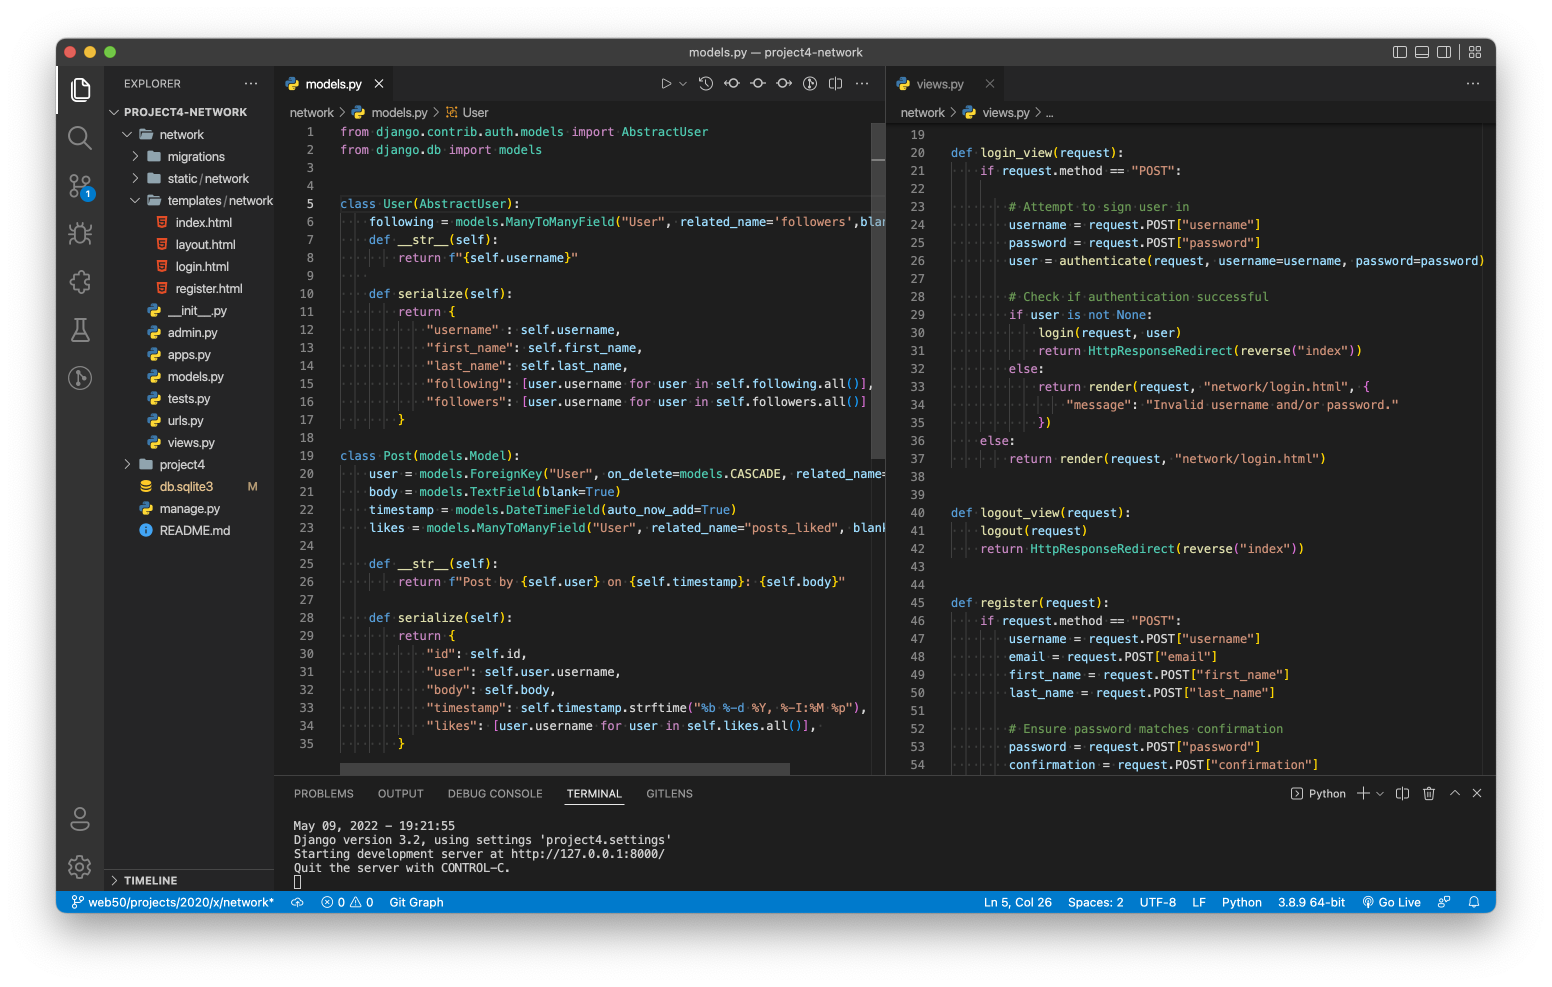 models.py — project4-network
EXPLORER
PROJECT4-NETWORK
network
migrations
static/network
templates/network
index.html
layout.html
login.html
register.html
__init__.py
admin.py
apps.py
models.py
tests.py
urls.py
views.py
project4
db.sqlite3 M
manage.py
README.md
TIMELINE
1
models.py
network > models.py > User
1 from django.contrib.auth.models import AbstractUser
2 from django.db import models
3
4
5 class User(AbstractUser):
6 following = models.ManyToManyField("User", related_name='followers',blan
7 def __str__(self):
8 return f"{self.username}"
9
10 def serialize(self):
11 return {
12 "username" : self.username,
13 "first_name": self.first_name,
14 "last_name": self.last_name,
15 "following": [user.username for user in self.following.all()],
16 "followers": [user.username for user in self.followers.all()]
17 }
18
19 class Post(models.Model):
20 user = models.ForeignKey("User", on_delete=models.CASCADE, related_name=
21 body = models.TextField(blank=True)
22 timestamp = models.DateTimeField(auto_now_add=True)
23 likes = models.ManyToManyField("User", related_name="posts_liked", blank
24
25 def __str__(self):
26 return f"Post by {self.user} on {self.timestamp}: {self.body}"
27
28 def serialize(self):
29 return {
30 "id": self.id,
31 "user": self.user.username,
32 "body": self.body,
33 "timestamp": self.timestamp.strftime("%b %-d %Y, %-I:%M %p"),
34 "likes": [user.username for user in self.likes.all()],
35 }
views.py
network > views.py > ...
19
20 def login_view(request):
21 if request.method == "POST":
22
23 # Attempt to sign user in
24 username = request.POST["username"]
25 password = request.POST["password"]
26 user = authenticate(request, username=username, password=password)
27
28 # Check if authentication successful
29 if user is not None:
30 login(request, user)
31 return HttpResponseRedirect(reverse("index"))
32 else:
33 return render(request, "network/login.html", {
34 "message": "Invalid username and/or password."
35 })
36 else:
37 return render(request, "network/login.html")
38
39
40 def logout_view(request):
41 logout(request)
42 return HttpResponseRedirect(reverse("index"))
43
44
45 def register(request):
46 if request.method == "POST":
47 username = request.POST["username"]
48 email = request.POST["email"]
49 first_name = request.POST["first_name"]
50 last_name = request.POST["last_name"]
51
52 # Ensure password matches confirmation
53 password = request.POST["password"]
54 confirmation = request.POST["confirmation"]
PROBLEMS OUTPUT DEBUG CONSOLE TERMINAL GITLENS Python
May 09, 2022 - 19:21:55
Django version 3.2, using settings 'project4.settings'
Starting development server at http://127.0.0.1:8000/
Quit the server with CONTROL-C.
web50/projects/2020/x/network* 0 0 Git Graph Ln 5, Col 26 Spaces: 2 UTF-8 LF Python 3.8.9 64-bit Go Live